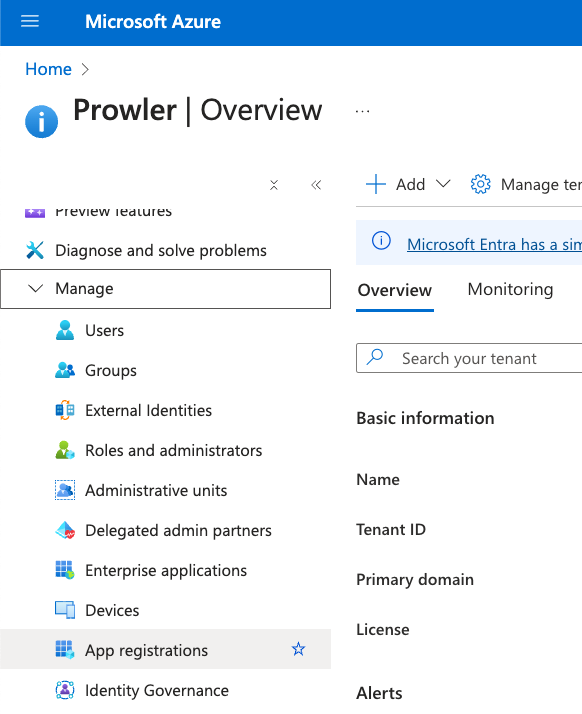 Microsoft Azure
Home
Prowler | Overview
...
Preview features
Diagnose and solve problems
Manage
Users
Groups
External Identities
Roles and administrators
Administrative units
Delegated admin partners
Enterprise applications
Devices
App registrations
Identity Governance
Add
Manage ten
Microsoft Entra has a sim
Overview Monitoring
Search your tenant
Basic information
Name
Tenant ID
Primary domain
License
Alerts